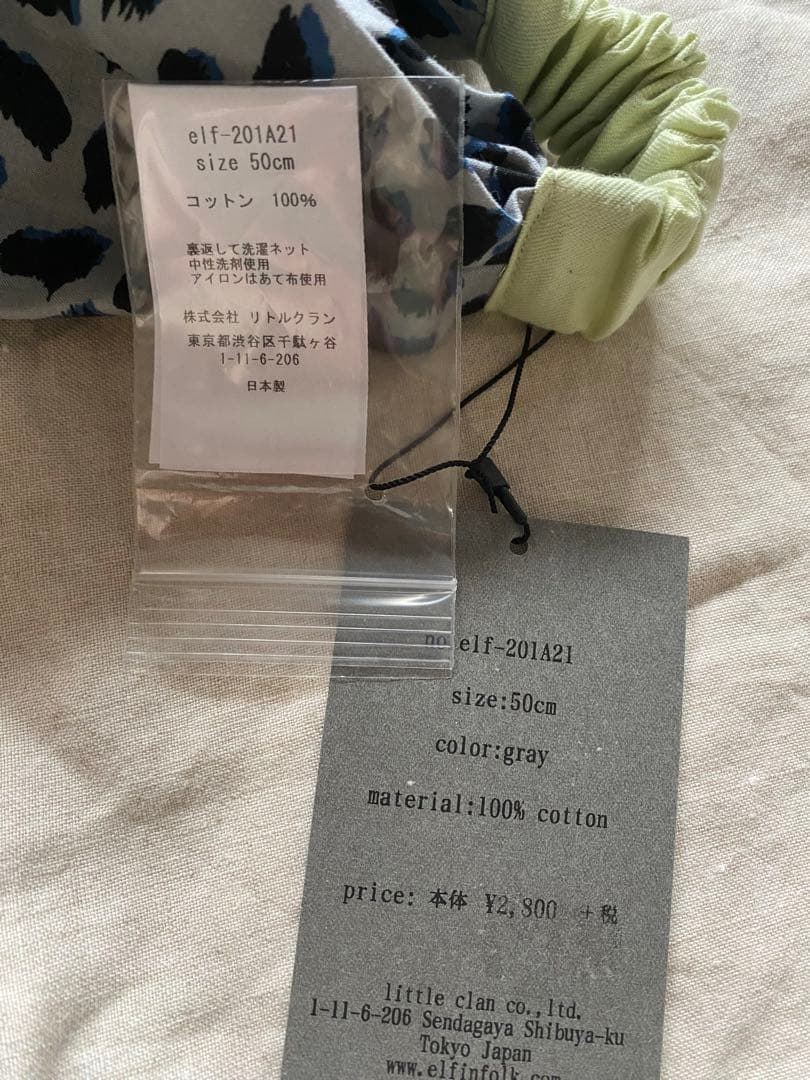 elf-201A21
size 50cm
コットン 100%
裏返して洗濯ネット
中性洗剤使用
アイロンはあて布使用
株式会社 リトルクラン
東京都渋谷区千駄ヶ谷
1-11-6-206
日本製
no elf-201A21
size:50cm
color:gray
material:100% cotton
price: 本体 ¥2,800 +税
little clan co.,ltd.
1-11-6-206 Sendagaya Shibuya-ku
Tokyo Japan
www.elfinfolk.com